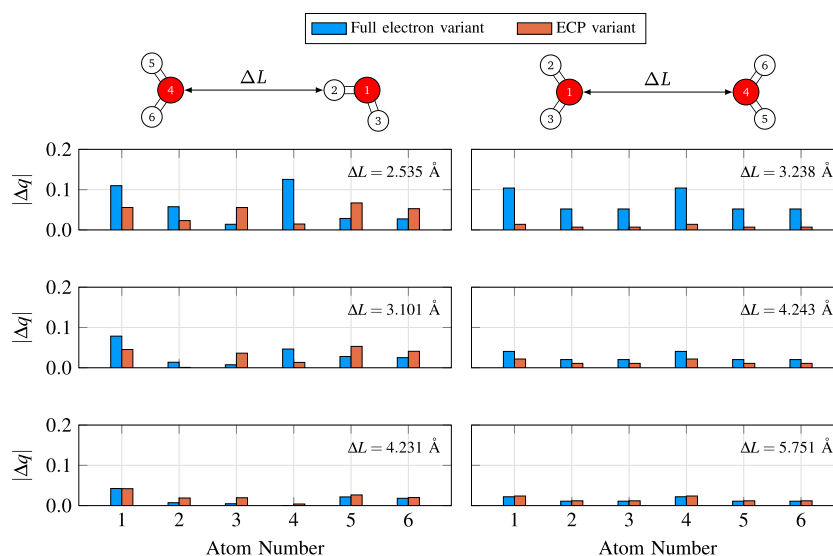 Full electron variant ECP variant
5 4 6 ΔL 2 1 3
2 1 3 ΔL 6 4 5
0.2 0.1 0.0 |Δq| ΔL = 2.535 Å
ΔL = 3.238 Å
0.2 0.1 0.0 |Δq| ΔL = 3.101 Å
ΔL = 4.243 Å
0.2 0.1 0.0 |Δq| ΔL = 4.231 Å
ΔL = 5.751 Å
1 2 3 4 5 6
1 2 3 4 5 6
Atom Number
Atom Number